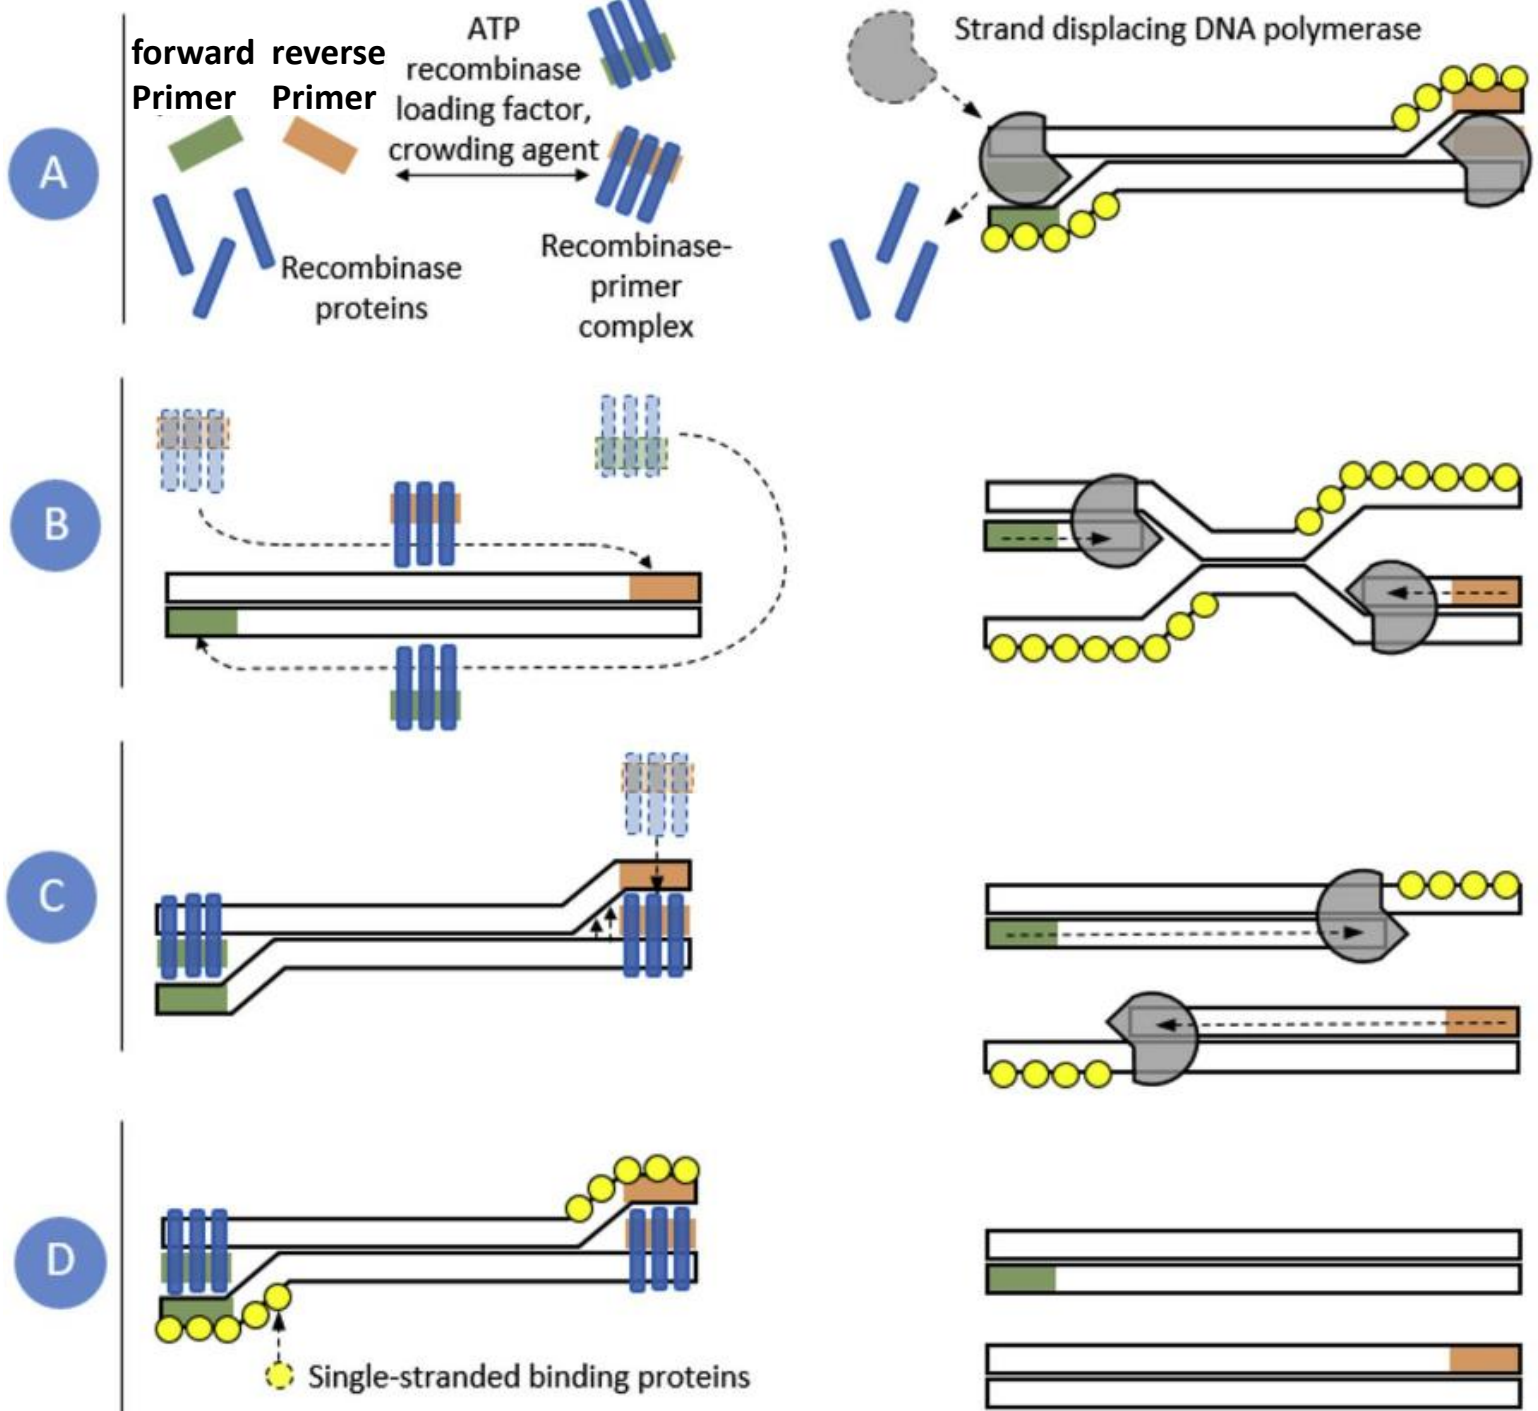 forward reverse
Primer Primer
ATP
recombinase
loading factor,
crowding agent
Strand displacing DNA polymerase
A
Recombinase
proteins
Recombinase-
primer
complex
B
C
D
Single-stranded binding proteins